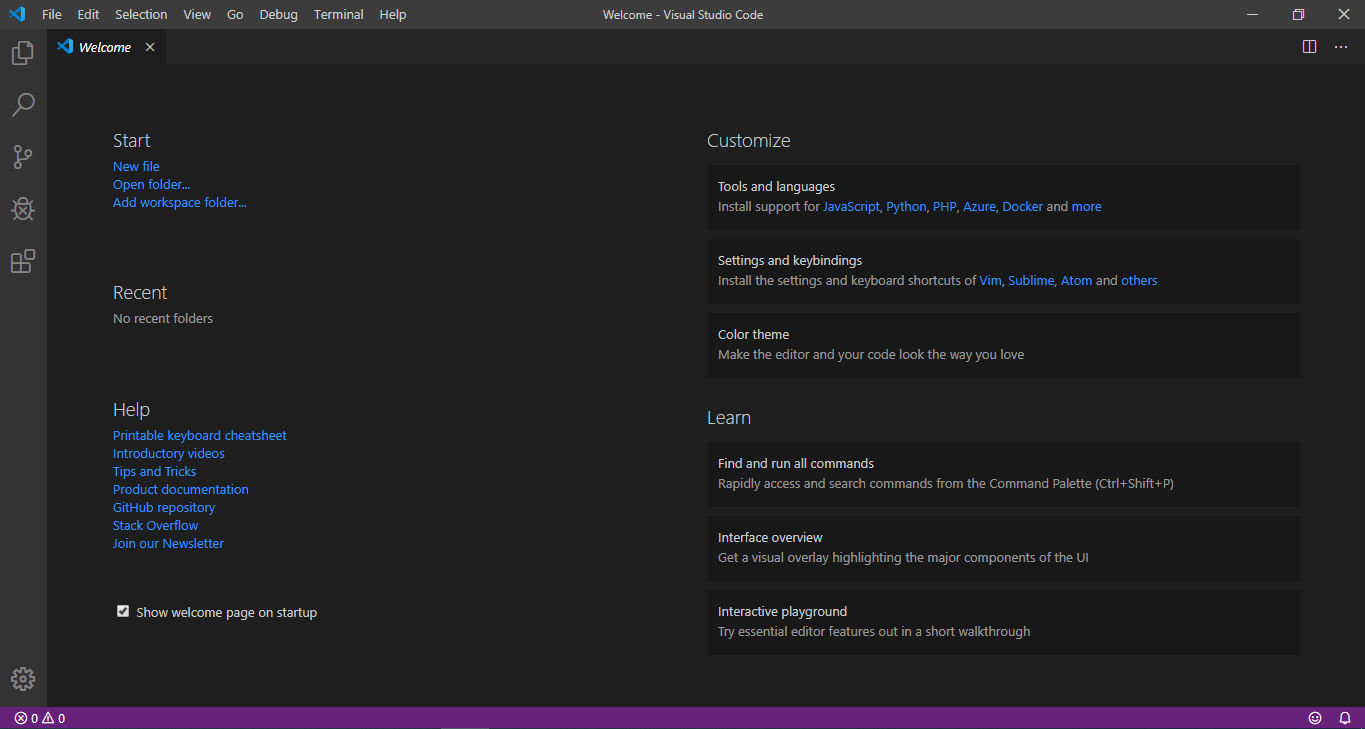 File Edit Selection View Go Debug Terminal Help
Welcome - Visual Studio Code
Welcome
Start
New file
Open folder...
Add workspace folder...
Recent
No recent folders
Help
Printable keyboard cheatsheet
Introductory videos
Tips and Tricks
Product documentation
GitHub repository
Stack Overflow
Join our Newsletter
Show welcome page on startup
Customize
Tools and languages
Install support for JavaScript, Python, PHP, Azure, Docker and more
Settings and keybindings
Install the settings and keyboard shortcuts of Vim, Sublime, Atom and others
Color theme
Make the editor and your code look the way you love
Learn
Find and run all commands
Rapidly access and search commands from the Command Palette (Ctrl+Shift+P)
Interface overview
Get a visual overlay highlighting the major components of the UI
Interactive playground
Try essential editor features out in a short walkthrough
0 0